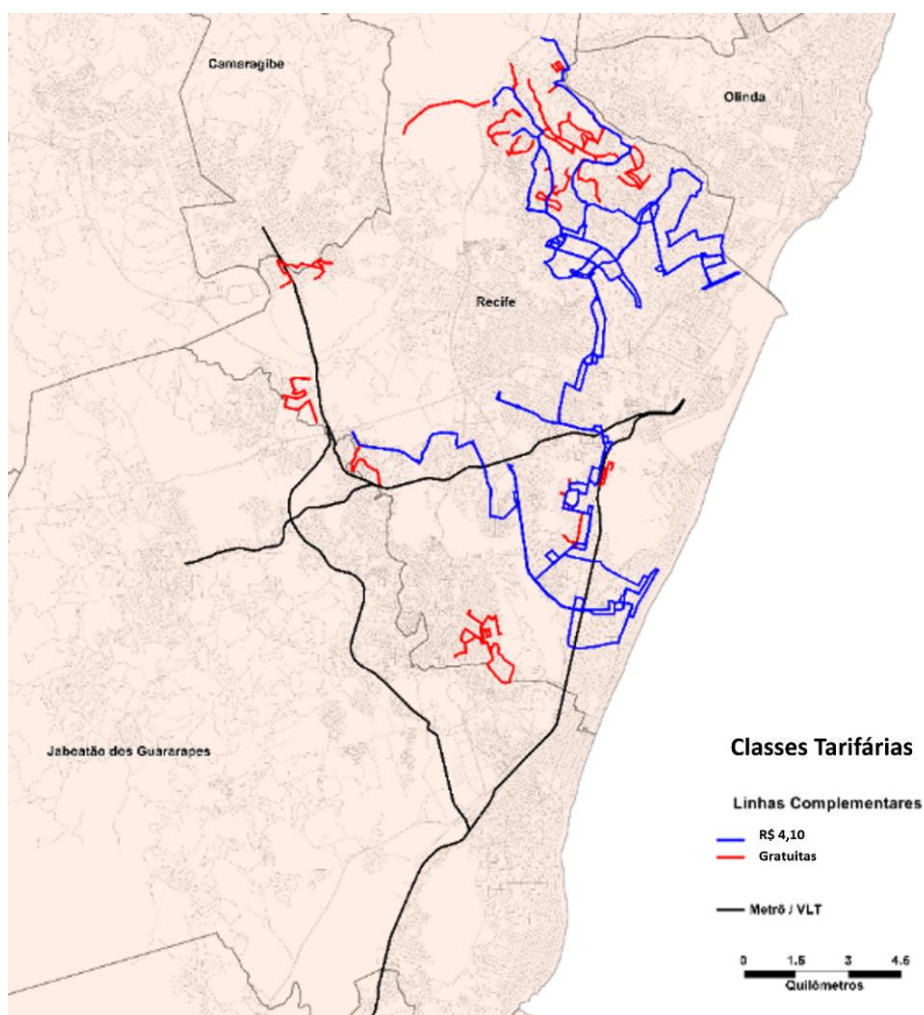 Camaragibe
Olinda
Recife
Jaboatão dos Guararapes
Classes Tarifárias
Linhas Complementares
R$ 4,10
Gratuitas
Metrô / VLT
0 1.5 3 4.5
Quilômetros